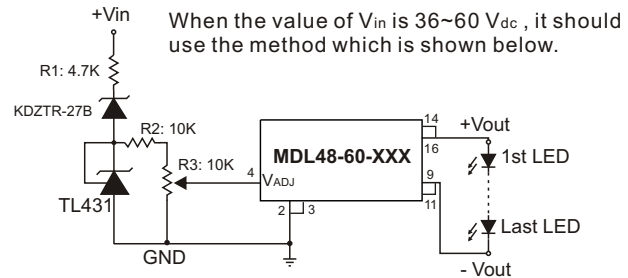 +Vin
When the value of Vin is 36~60 Vdc , it should
use the method which is shown below.
R1: 4.7K
KDZTR-27B
R2: 10K
R3: 10K
TL431
GND
4
VADJ
MDL48-60-XXX
2
3
14
16
9
11
+Vout
1st LED
Last LED
- Vout